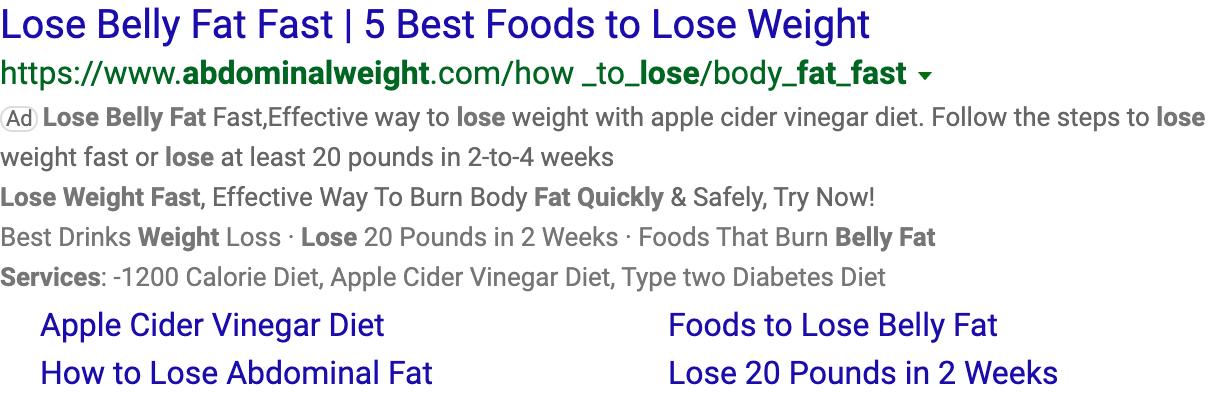 Lose Belly Fat Fast | 5 Best Foods to Lose Weight
https://www.abdominalweight.com/how _to_lose/body_fat_fast
Ad Lose Belly Fat Fast,Effective way to lose weight with apple cider vinegar diet. Follow the steps to lose
weight fast or lose at least 20 pounds in 2-to-4 weeks
Lose Weight Fast, Effective Way To Burn Body Fat Quickly & Safely, Try Now!
Best Drinks Weight Loss · Lose 20 Pounds in 2 Weeks · Foods That Burn Belly Fat
Services: -1200 Calorie Diet, Apple Cider Vinegar Diet, Type two Diabetes Diet
Apple Cider Vinegar Diet
Foods to Lose Belly Fat
How to Lose Abdominal Fat
Lose 20 Pounds in 2 Weeks